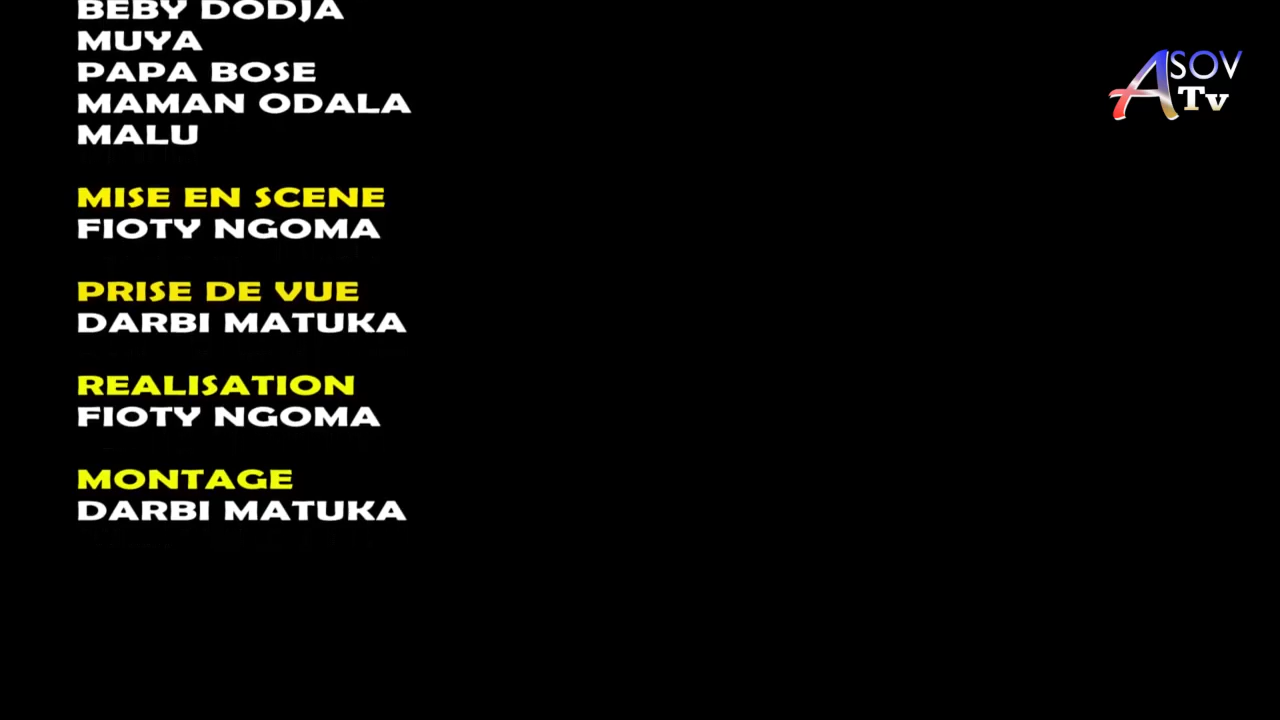 BEBY DODJA
MUYA
PAPA BOSE
MAMAN ODALA
MALU
MISE EN SCENE
FIOTY NGOMA
PRISE DE VUE
DARBI MATUKA
REALISATION
FIOTY NGOMA
MONTAGE
DARBI MATUKA
ASOV
Tv